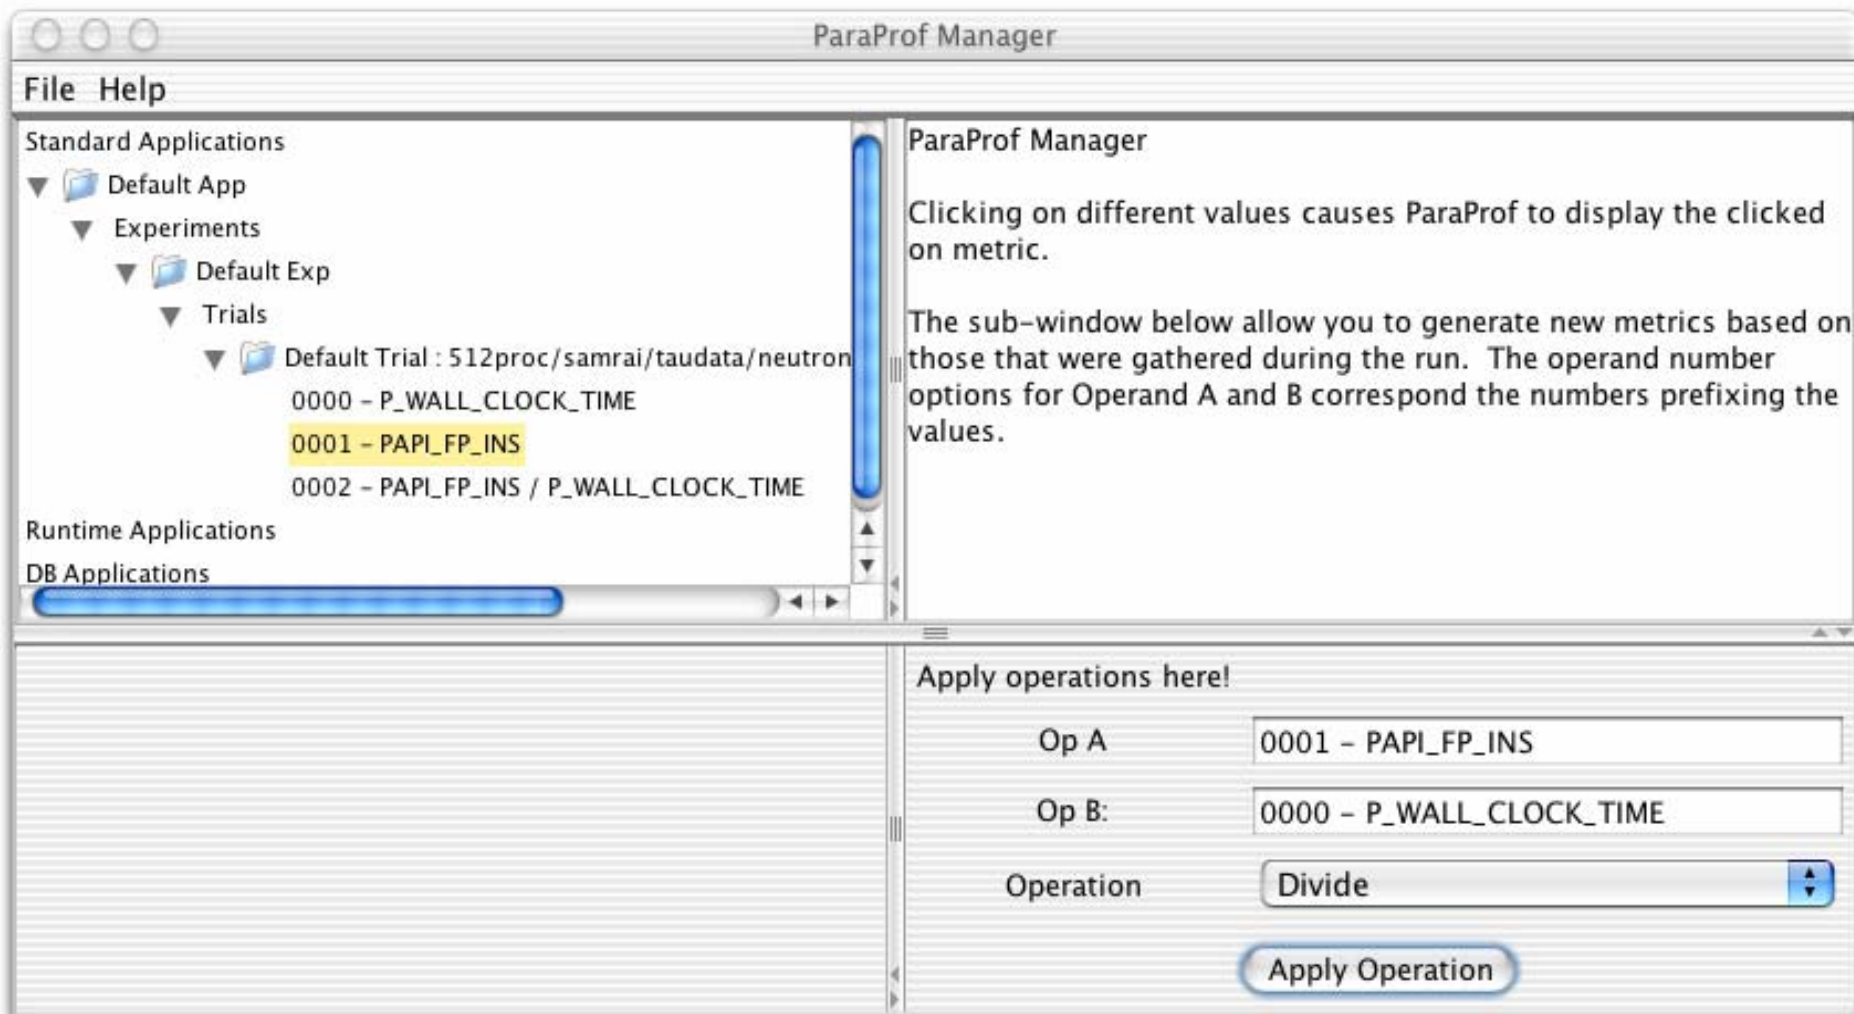 ParaProf Manager
File Help
Standard Applications
Default App
Experiments
Default Exp
Trials
Default Trial : 512proc/samrai/taudata/neutron
0000 – P_WALL_CLOCK_TIME
0001 – PAPI_FP_INS
0002 – PAPI_FP_INS / P_WALL_CLOCK_TIME
Runtime Applications
DB Applications
ParaProf Manager
Clicking on different values causes ParaProf to display the clicked
on metric.
The sub–window below allow you to generate new metrics based on
those that were gathered during the run. The operand number
options for Operand A and B correspond the numbers prefixing the
values.
Apply operations here!
Op A
0001 – PAPI_FP_INS
Op B:
0000 – P_WALL_CLOCK_TIME
Operation
Divide
Apply Operation